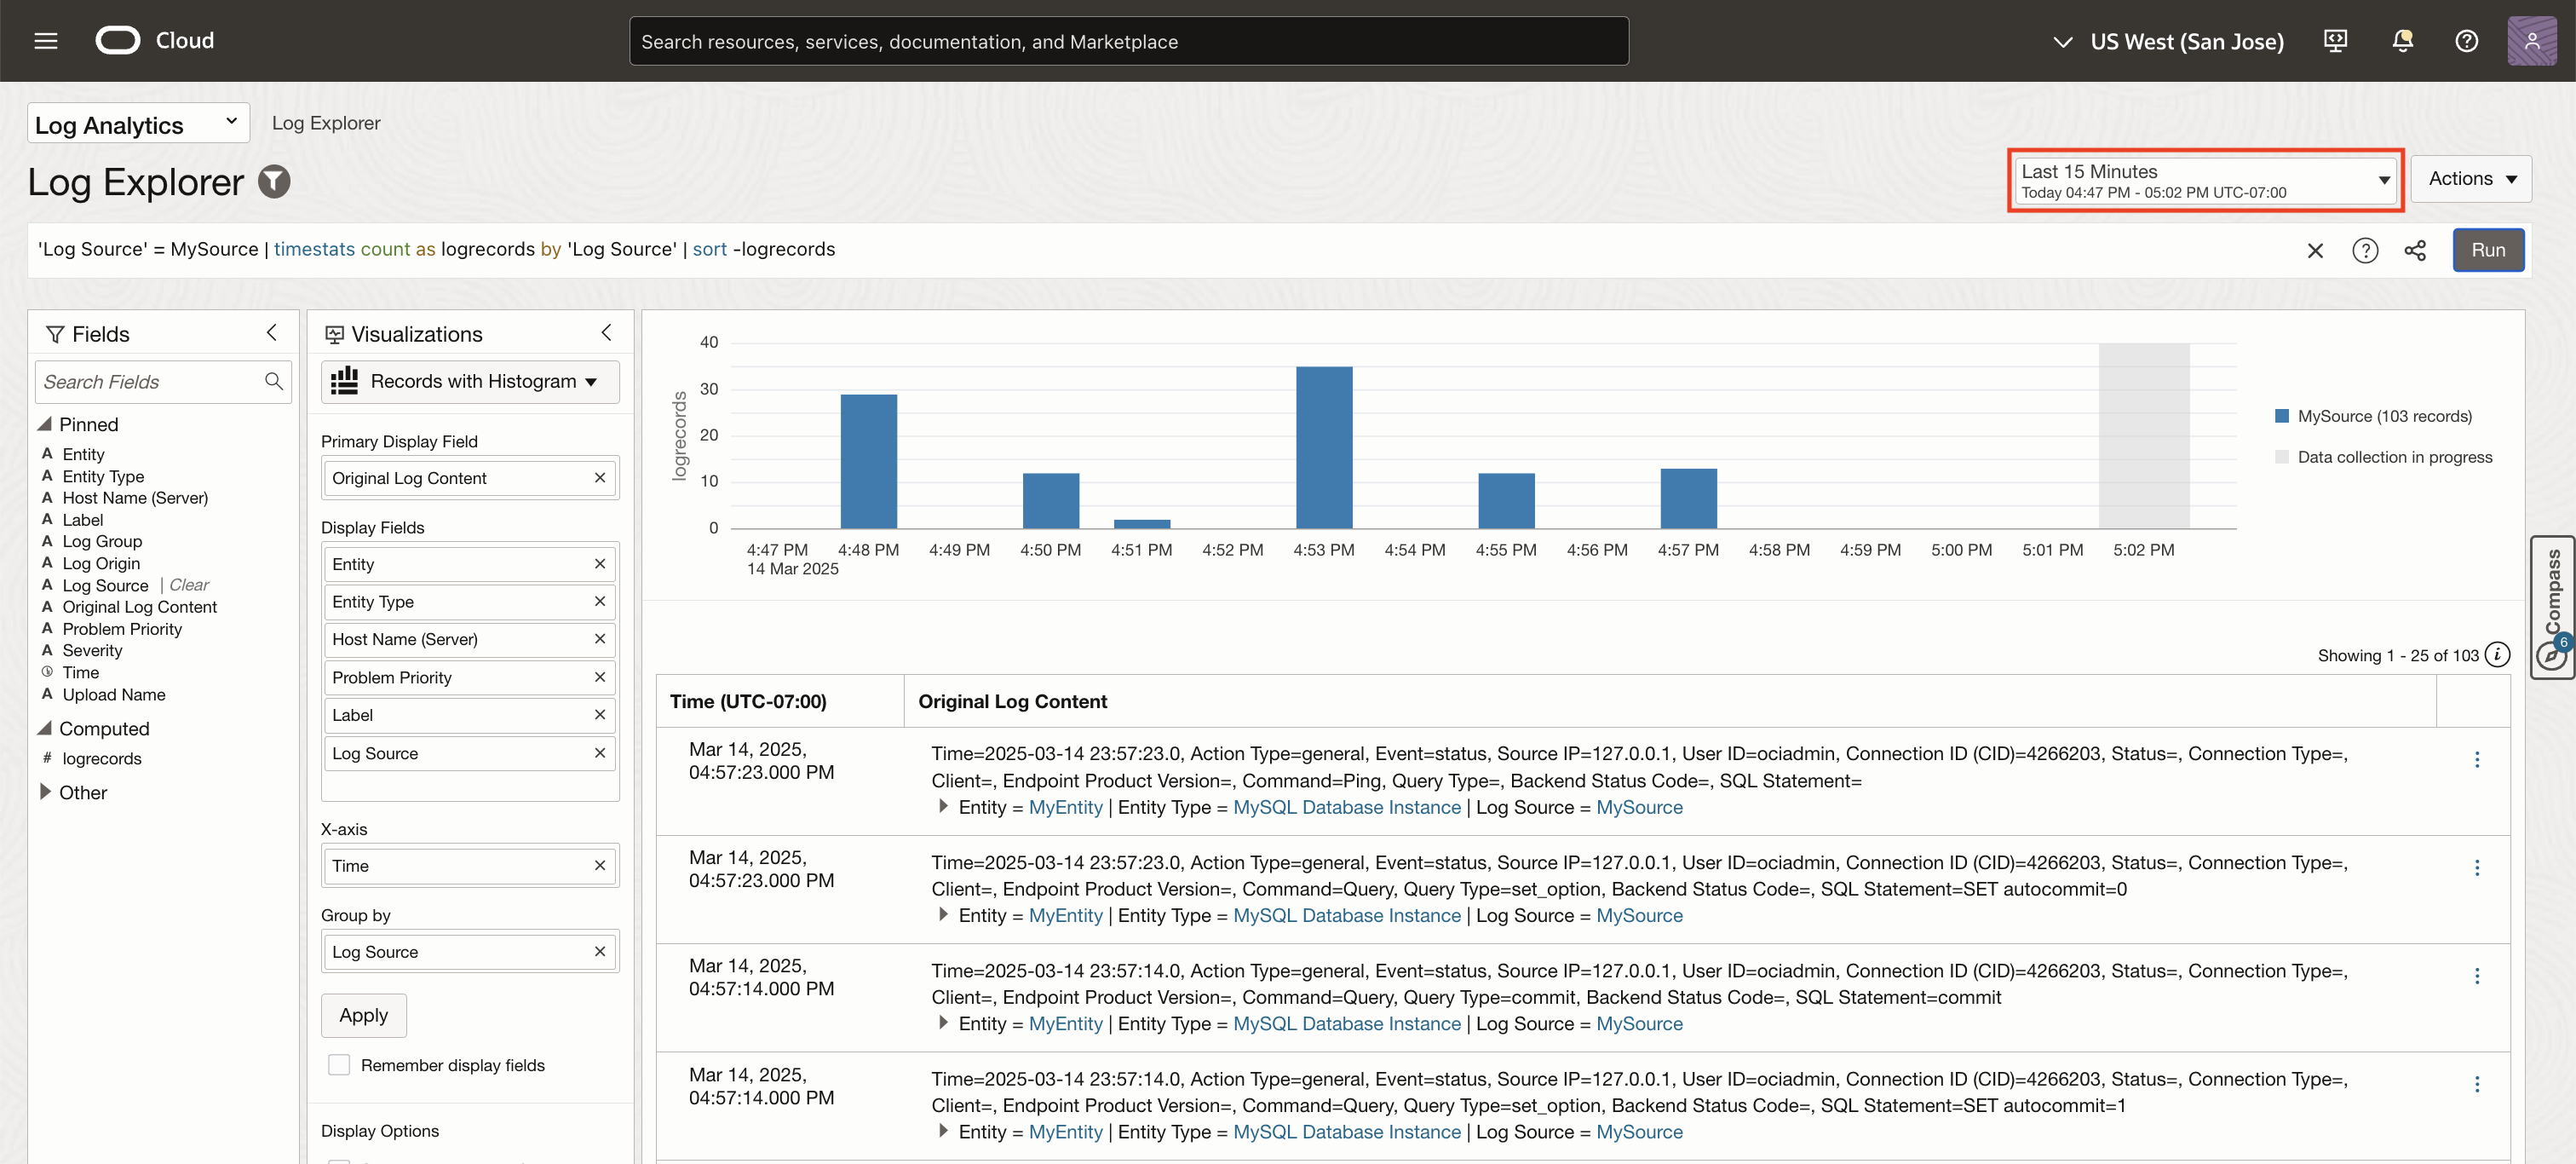 Cloud
Search resources, services, documentation, and Marketplace
US West (San Jose)
Log Analytics
Log Explorer
Log Explorer
Last 15 Minutes
Today 04:47 PM - 05:02 PM UTC-07:00
Actions
'Log Source' = MySource | timestats count as logrecords by 'Log Source' | sort -logrecords
Run
Fields
Search Fields
Pinned
A Entity
A Entity Type
A Host Name (Server)
A Label
A Log Group
A Log Origin
A Log Source | Clear
A Original Log Content
A Problem Priority
A Severity
Time
A Upload Name
Computed
# logrecords
Other
Visualizations
Records with Histogram
Primary Display Field
Original Log Content
Display Fields
Entity
Entity Type
Host Name (Server)
Problem Priority
Label
Log Source
X-axis
Time
Group by
Log Source
Apply
Remember display fields
Display Options
logrecords
40
30
20
10
0
4:47 PM 4:48 PM 4:49 PM 4:50 PM 4:51 PM 4:52 PM 4:53 PM 4:54 PM 4:55 PM 4:56 PM 4:57 PM 4:58 PM 4:59 PM 5:00 PM 5:01 PM 5:02 PM
14 Mar 2025
MySource (103 records)
Data collection in progress
Compass
6
Showing 1 - 25 of 103
Time (UTC-07:00) Original Log Content
Mar 14, 2025,
04:57:23.000 PM
Time=2025-03-14 23:57:23.0, Action Type=general, Event=status, Source IP=127.0.0.1, User ID=ociadmin, Connection ID (CID)=4266203, Status=, Connection Type=,
Client=, Endpoint Product Version=, Command=Ping, Query Type=, Backend Status Code=, SQL Statement=
Entity = MyEntity | Entity Type = MySQL Database Instance | Log Source = MySource
Mar 14, 2025,
04:57:23.000 PM
Time=2025-03-14 23:57:23.0, Action Type=general, Event=status, Source IP=127.0.0.1, User ID=ociadmin, Connection ID (CID)=4266203, Status=, Connection Type=,
Client=, Endpoint Product Version=, Command=Query, Query Type=set_option, Backend Status Code=, SQL Statement=SET autocommit=0
Entity = MyEntity | Entity Type = MySQL Database Instance | Log Source = MySource
Mar 14, 2025,
04:57:14.000 PM
Time=2025-03-14 23:57:14.0, Action Type=general, Event=status, Source IP=127.0.0.1, User ID=ociadmin, Connection ID (CID)=4266203, Status=, Connection Type=,
Client=, Endpoint Product Version=, Command=Query, Query Type=commit, Backend Status Code=, SQL Statement=commit
Entity = MyEntity | Entity Type = MySQL Database Instance | Log Source = MySource
Mar 14, 2025,
04:57:14.000 PM
Time=2025-03-14 23:57:14.0, Action Type=general, Event=status, Source IP=127.0.0.1, User ID=ociadmin, Connection ID (CID)=4266203, Status=, Connection Type=,
Client=, Endpoint Product Version=, Command=Query, Query Type=set_option, Backend Status Code=, SQL Statement=SET autocommit=1
Entity = MyEntity | Entity Type = MySQL Database Instance | Log Source = MySource